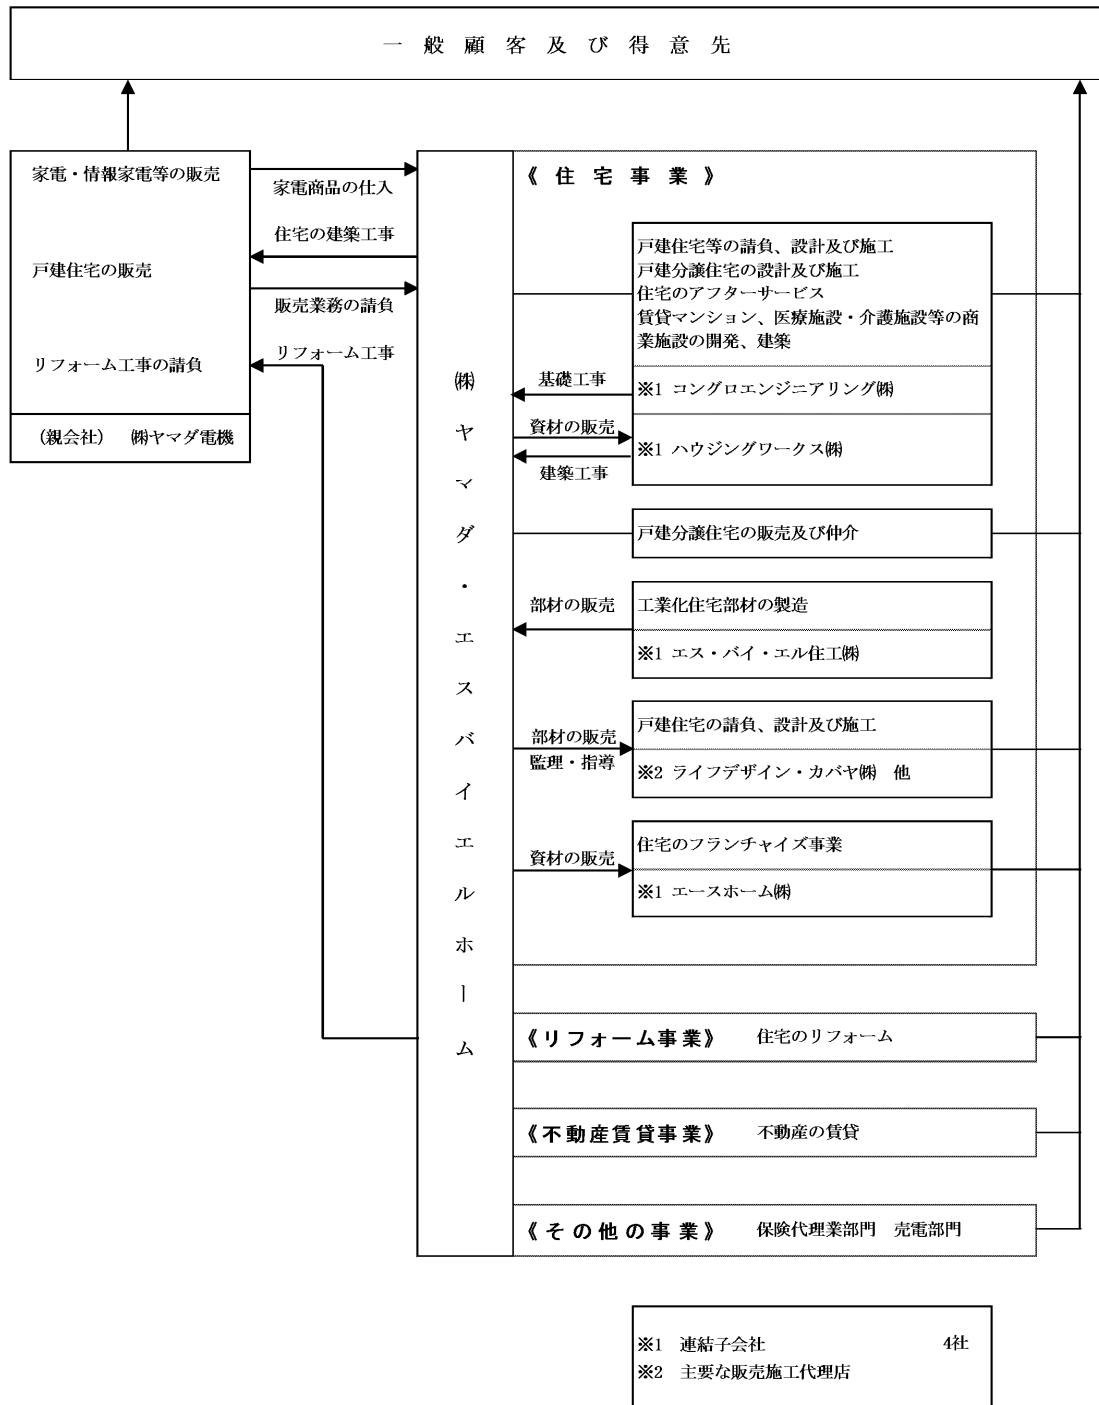 一般顧客及び得意先
家電・情報家電等の販売
戸建住宅の販売
リフォーム工事の請負
（親会社）　㈱ヤマダ電機
家電商品の仕入
住宅の建築工事
販売業務の請負
リフォーム工事
㈱ヤマダ・エスバイエルホーム
《住宅事業》
戸建住宅等の請負、設計及び施工
戸建分譲住宅の設計及び施工
住宅のアフターサービス
賃貸マンション、医療施設・介護施設等の商
業施設の開発、建築
基礎工事
※1 コングロエンジニアリング㈱
資材の販売
※1 ハウジングワークス㈱
建築工事
戸建分譲住宅の販売及び仲介
部材の販売
工業化住宅部材の製造
※1 エス・バイ・エル住工㈱
戸建住宅の請負、設計及び施工
部材の販売
監理・指導
※2 ライフデザイン・カバヤ㈱　他
住宅のフランチャイズ事業
資材の販売
※1 エースホーム㈱
《リフォーム事業》　住宅のリフォーム
《不動産賃貸事業》　不動産の賃貸
《その他の事業》　保険代理業部門　売電部門
※1　連結子会社　4社
※2　主要な販売施工代理店